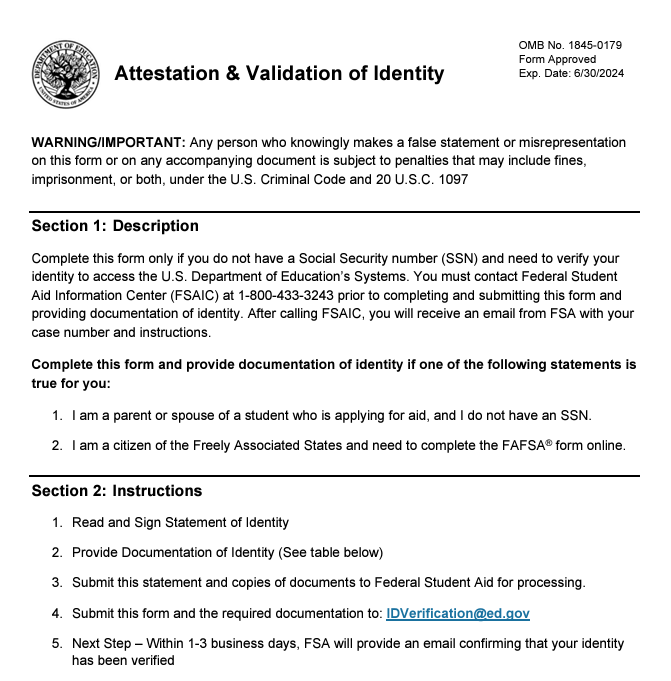 OMB No. 1845-0179
Form Approved
Exp. Date: 6/30/2024
DEPARTMENT OF EDUCATION
UNITED STATES OF AMERICA
Attestation & Validation of Identity
WARNING/IMPORTANT: Any person who knowingly makes a false statement or misrepresentation
on this form or on any accompanying document is subject to penalties that may include fines,
imprisonment, or both, under the U.S. Criminal Code and 20 U.S.C. 1097
Section 1: Description
Complete this form only if you do not have a Social Security number (SSN) and need to verify your
identity to access the U.S. Department of Education’s Systems. You must contact Federal Student
Aid Information Center (FSAIC) at 1-800-433-3243 prior to completing and submitting this form and
providing documentation of identity. After calling FSAIC, you will receive an email from FSA with your
case number and instructions.
Complete this form and provide documentation of identity if one of the following statements is
true for you:
1. I am a parent or spouse of a student who is applying for aid, and I do not have an SSN.
2. I am a citizen of the Freely Associated States and need to complete the FAFSA® form online.
Section 2: Instructions
1. Read and Sign Statement of Identity
2. Provide Documentation of Identity (See table below)
3. Submit this statement and copies of documents to Federal Student Aid for processing.
4. Submit this form and the required documentation to: IDVerification@ed.gov
5. Next Step – Within 1-3 business days, FSA will provide an email confirming that your identity
has been verified